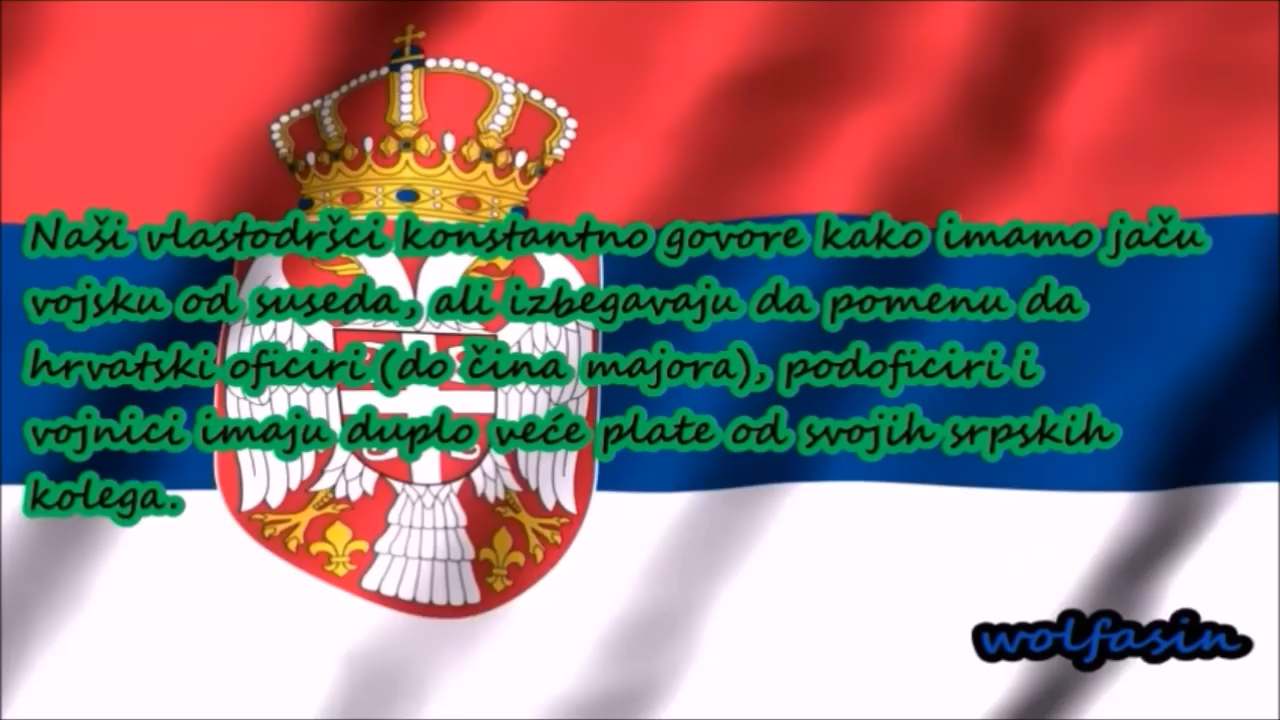 Naši vlastodršci konstantno govore kako imamo jaču
vojsku od suseda, ali izbegavaju da pomenu da
hrvatski oficiri (do čina majora), podoficiri i
vojnici imaju duplo veće plate od svojih srpskih
kolega.
wolfasin